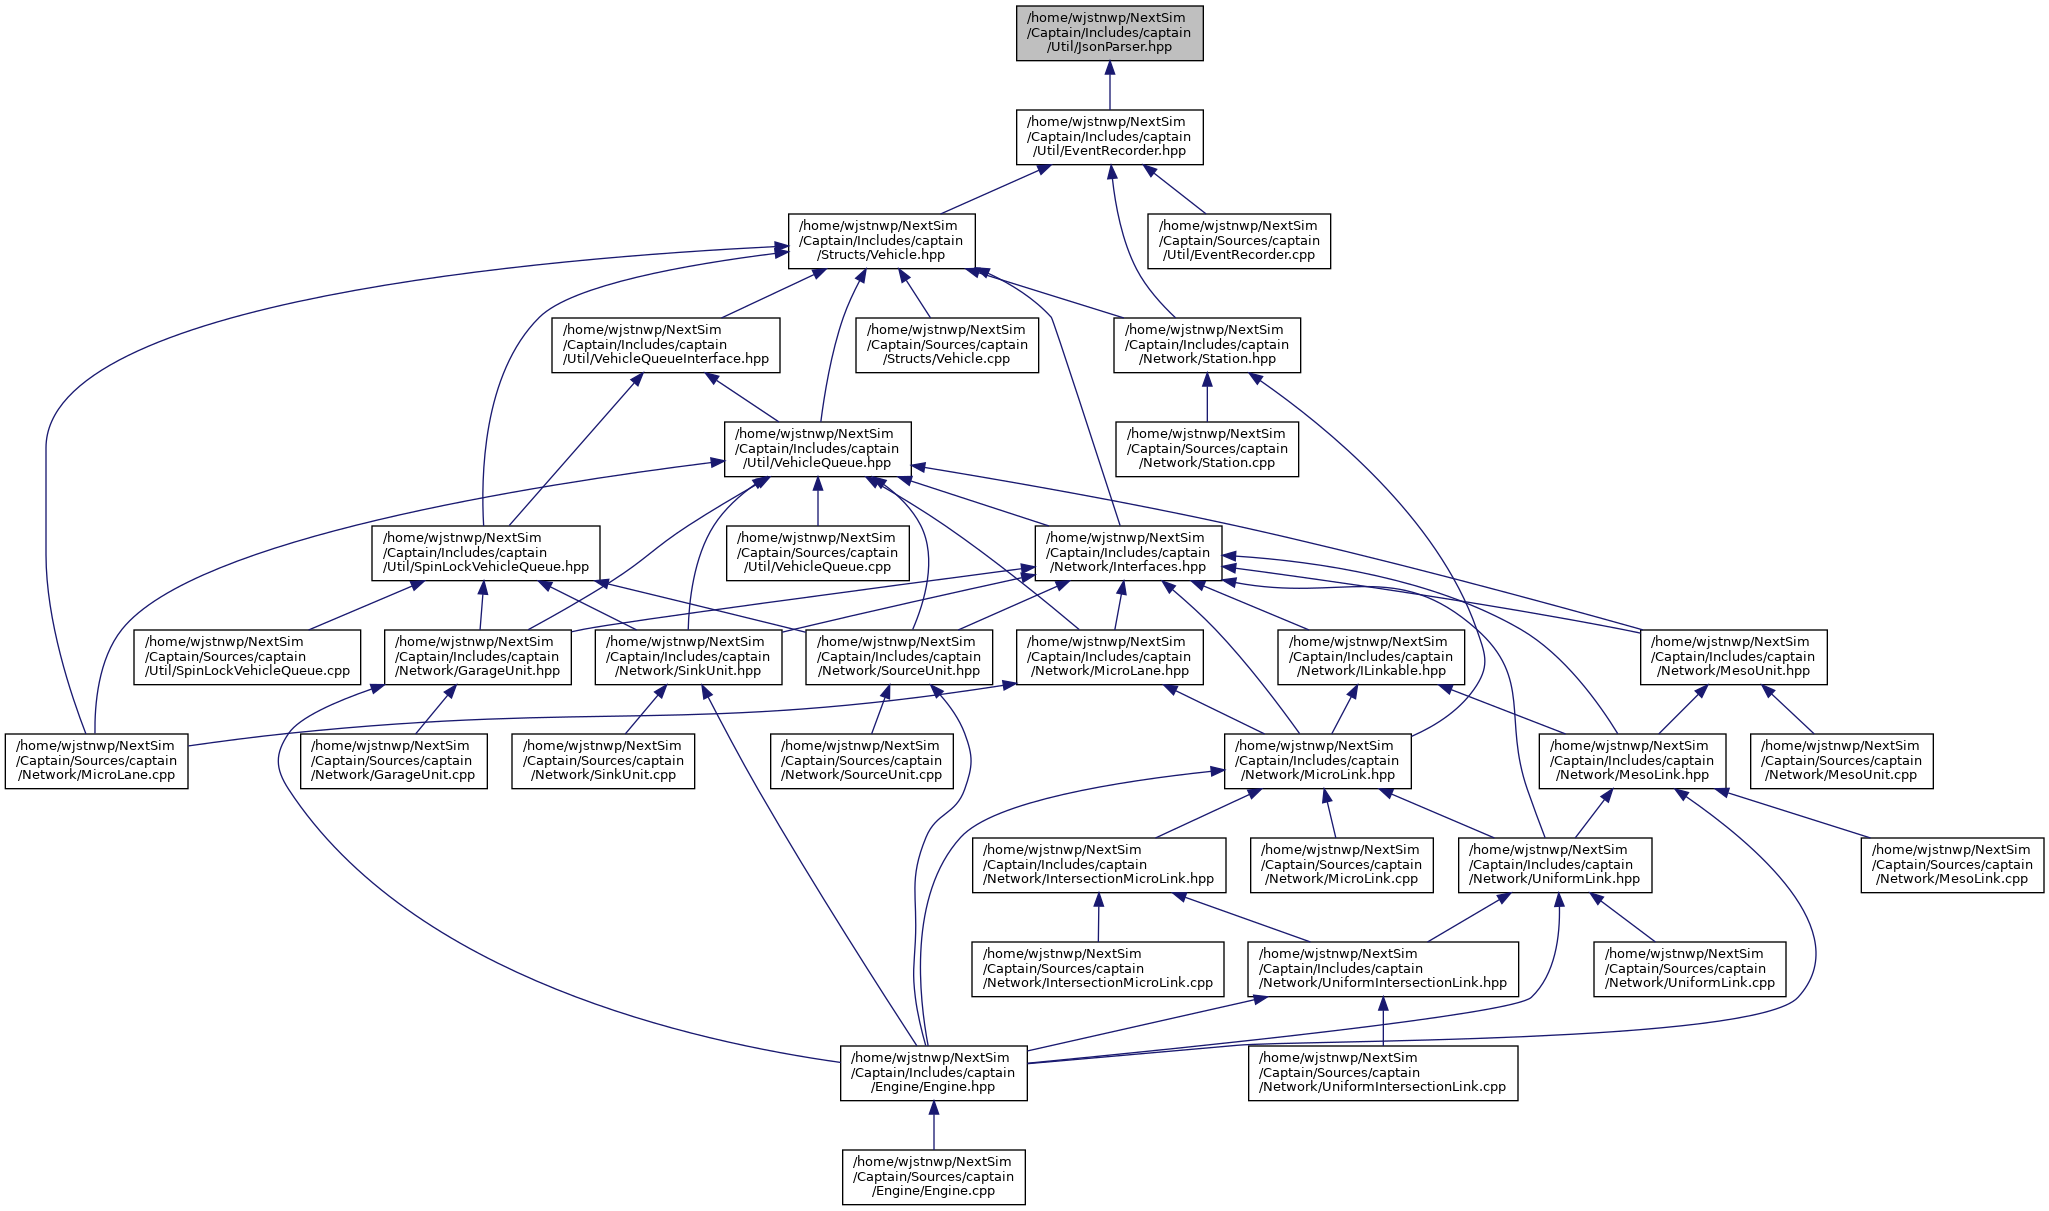 /home/wjstnwp/NextSim
/Captain/Includes/captain
/Util/JsonParser.hpp
/home/wjstnwp/NextSim
/Captain/Includes/captain
/Util/EventRecorder.hpp
/home/wjstnwp/NextSim
/Captain/Includes/captain
/Structs/Vehicle.hpp
/home/wjstnwp/NextSim
/Captain/Sources/captain
/Util/EventRecorder.cpp
/home/wjstnwp/NextSim
/Captain/Includes/captain
/Util/VehicleQueueInterface.hpp
/home/wjstnwp/NextSim
/Captain/Sources/captain
/Structs/Vehicle.cpp
/home/wjstnwp/NextSim
/Captain/Includes/captain
/Network/Station.hpp
/home/wjstnwp/NextSim
/Captain/Includes/captain
/Util/VehicleQueue.hpp
/home/wjstnwp/NextSim
/Captain/Sources/captain
/Network/Station.cpp
/home/wjstnwp/NextSim
/Captain/Includes/captain
/Util/SpinLockVehicleQueue.hpp
/home/wjstnwp/NextSim
/Captain/Sources/captain
/Util/VehicleQueue.cpp
/home/wjstnwp/NextSim
/Captain/Includes/captain
/Network/Interfaces.hpp
/home/wjstnwp/NextSim
/Captain/Sources/captain
/Util/SpinLockVehicleQueue.cpp
/home/wjstnwp/NextSim
/Captain/Includes/captain
/Network/GarageUnit.hpp
/home/wjstnwp/NextSim
/Captain/Includes/captain
/Network/SinkUnit.hpp
/home/wjstnwp/NextSim
/Captain/Includes/captain
/Network/SourceUnit.hpp
/home/wjstnwp/NextSim
/Captain/Includes/captain
/Network/MicroLane.hpp
/home/wjstnwp/NextSim
/Captain/Includes/captain
/Network/ILinkable.hpp
/home/wjstnwp/NextSim
/Captain/Includes/captain
/Network/MesoUnit.hpp
/home/wjstnwp/NextSim
/Captain/Sources/captain
/Network/MicroLane.cpp
/home/wjstnwp/NextSim
/Captain/Sources/captain
/Network/GarageUnit.cpp
/home/wjstnwp/NextSim
/Captain/Sources/captain
/Network/SinkUnit.cpp
/home/wjstnwp/NextSim
/Captain/Sources/captain
/Network/SourceUnit.cpp
/home/wjstnwp/NextSim
/Captain/Includes/captain
/Network/MicroLink.hpp
/home/wjstnwp/NextSim
/Captain/Includes/captain
/Network/MesoLink.hpp
/home/wjstnwp/NextSim
/Captain/Sources/captain
/Network/MesoUnit.cpp
/home/wjstnwp/NextSim
/Captain/Includes/captain
/Network/IntersectionMicroLink.hpp
/home/wjstnwp/NextSim
/Captain/Sources/captain
/Network/MicroLink.cpp
/home/wjstnwp/NextSim
/Captain/Includes/captain
/Network/UniformLink.hpp
/home/wjstnwp/NextSim
/Captain/Sources/captain
/Network/MesoLink.cpp
/home/wjstnwp/NextSim
/Captain/Sources/captain
/Network/IntersectionMicroLink.cpp
/home/wjstnwp/NextSim
/Captain/Includes/captain
/Network/UniformIntersectionLink.hpp
/home/wjstnwp/NextSim
/Captain/Sources/captain
/Network/UniformLink.cpp
/home/wjstnwp/NextSim
/Captain/Includes/captain
/Engine/Engine.hpp
/home/wjstnwp/NextSim
/Captain/Sources/captain
/Network/UniformIntersectionLink.cpp
/home/wjstnwp/NextSim
/Captain/Sources/captain
/Engine/Engine.cpp